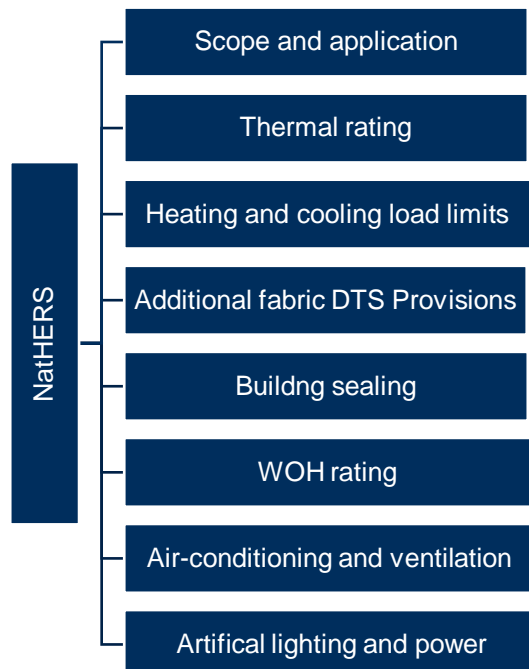 NatHERS
Scope and application
Thermal rating
Heating and cooling load limits
Additional fabric DTS Provisions
Buildng sealing
WOH rating
Air-conditioning and ventilation
Artifical lighting and power